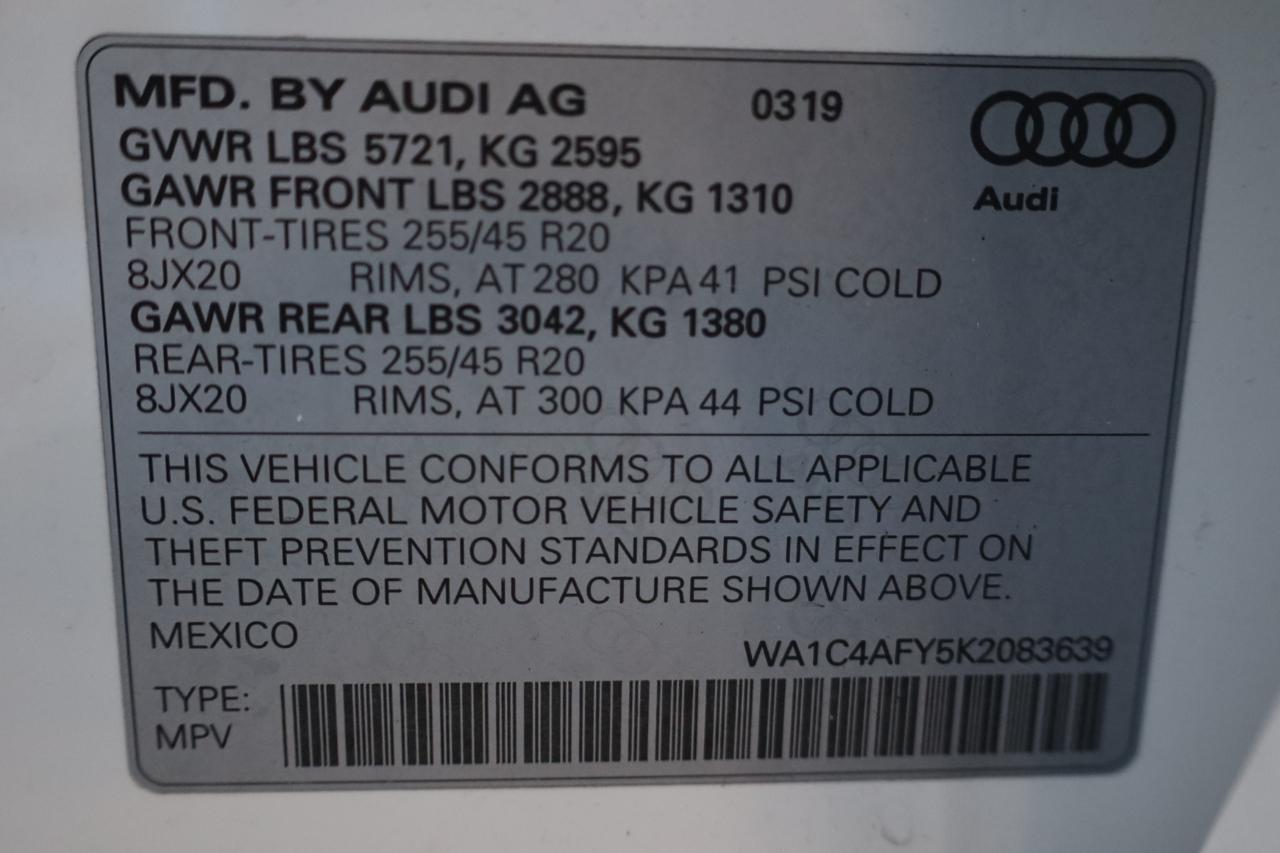 MFD. BY AUDI AG 0319
GVWR LBS 5721, KG 2595
GAWR FRONT LBS 2888, KG 1310
Audi
FRONT-TIRES 255/45 R20
8JX20 RIMS, AT 280 KPA 41 PSI COLD
GAWR REAR LBS 3042, KG 1380
REAR-TIRES 255/45 R20
8JX20 RIMS, AT 300 KPA 44 PSI COLD
THIS VEHICLE CONFORMS TO ALL APPLICABLE
U.S. FEDERAL MOTOR VEHICLE SAFETY AND
THEFT PREVENTION STANDARDS IN EFFECT ON
THE DATE OF MANUFACTURE SHOWN ABOVE.
MEXICO
WA1C4AFY5K2083639
TYPE:
MPV